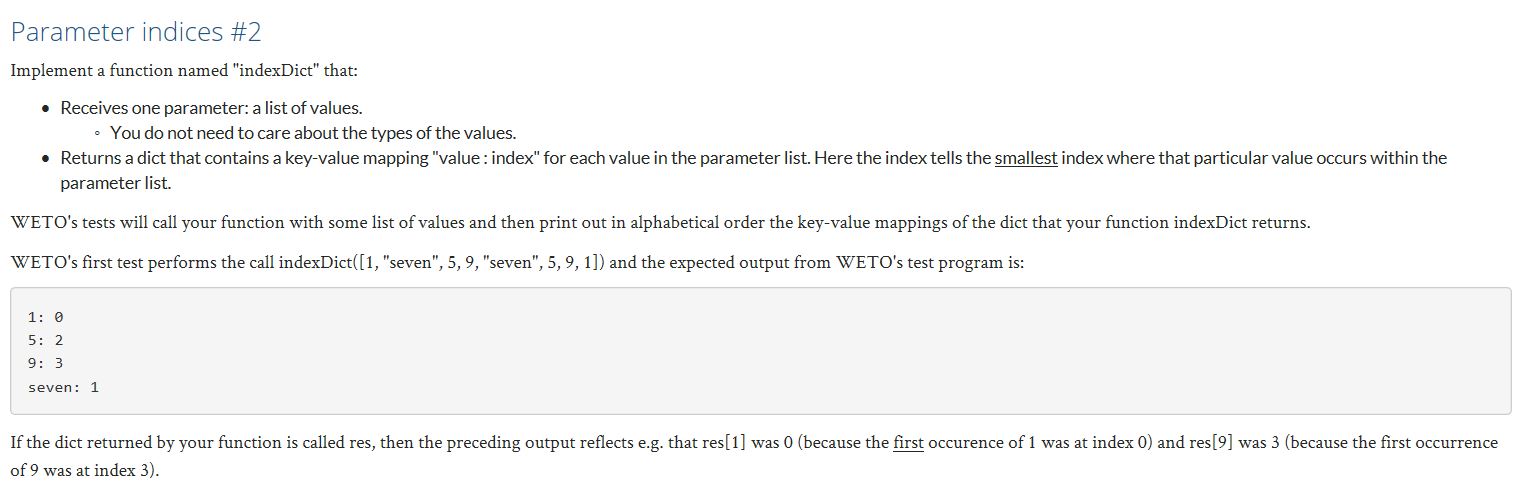 Parameter indices #2
Implement a function named "indexDict" that:
• Receives one parameter: a list of values.
◦ You do not need to care about the types of the values.
• Returns a dict that contains a key-value mapping "value : index" for each value in the parameter list. Here the index tells the smallest index where that particular value occurs within the
parameter list.
WETO's tests will call your function with some list of values and then print out in alphabetical order the key-value mappings of the dict that your function indexDict returns.
WETO's first test performs the call indexDict([1, "seven", 5, 9, "seven", 5, 9, 1]) and the expected output from WETO's test program is:
1: 0
5: 2
9: 3
seven: 1
If the dict returned by your function is called res, then the preceding output reflects e.g. that res[1] was 0 (because the first occurence of 1 was at index 0) and res[9] was 3 (because the first occurrence
of 9 was at index 3).